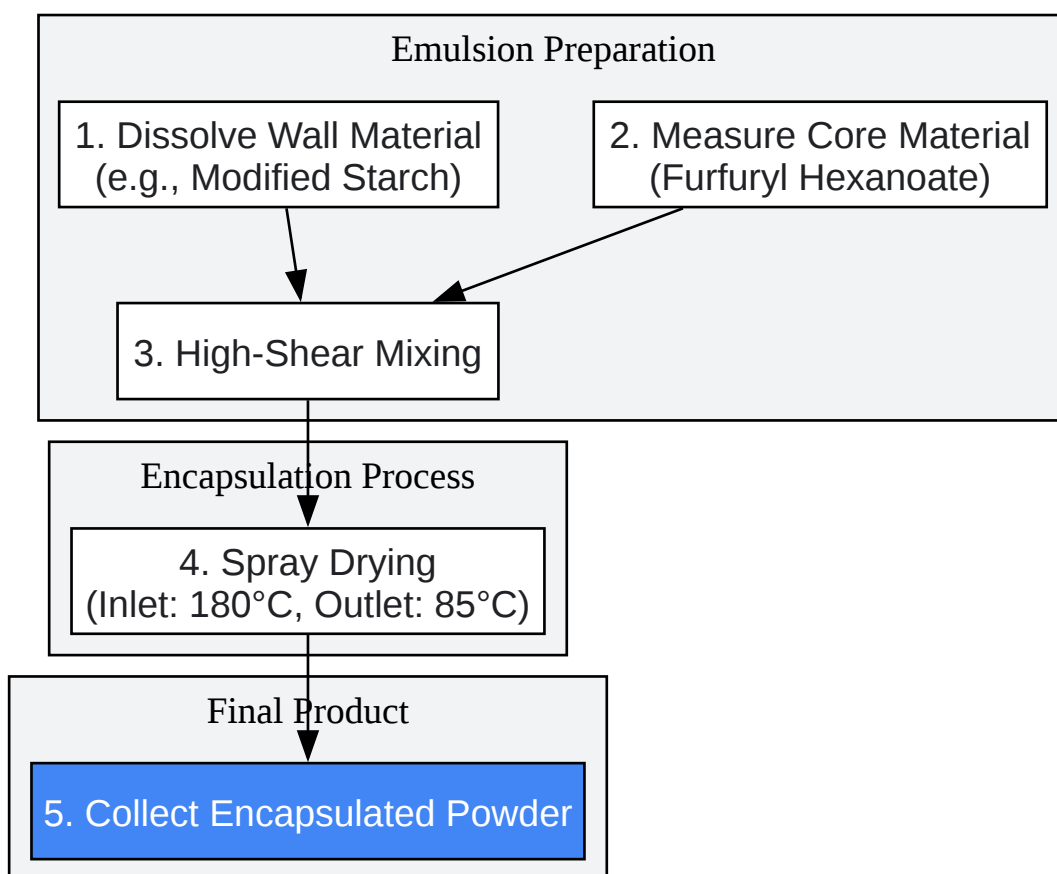 Emulsion Preparation
1. Dissolve Wall Material
(e.g., Modified Starch)
2. Measure Core Material
(Furfuryl Hexanoate)
3. High-Shear Mixing
Encapsulation Process
4. Spray Drying
(Inlet: 180°C, Outlet: 85°C)
Final Product
5. Collect Encapsulated Powder